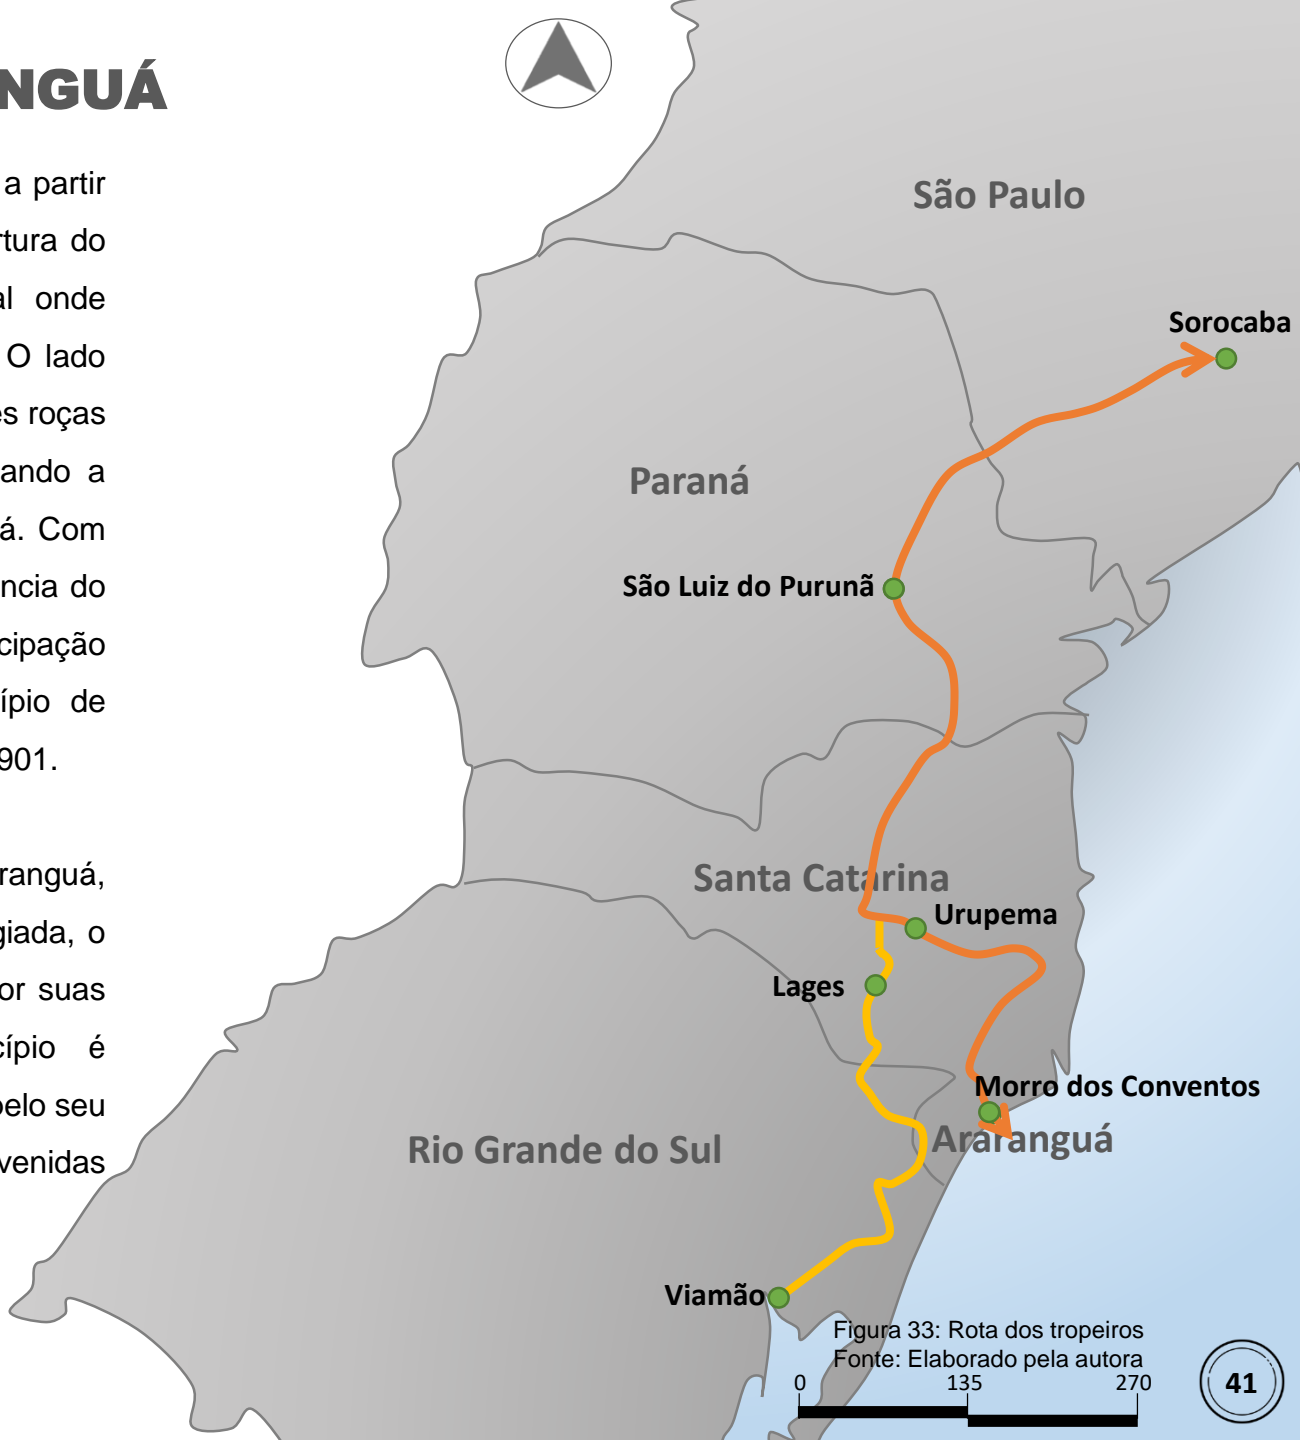 NGUÁ
a partir
rtura do
al onde
O lado
es roças
ando a
á. Com
ncia do
cipação
ípio de
901.
ranguá,
giada, o
or suas
cípio é
pelo seu
venidas
São Paulo
Sorocaba
Paraná
São Luiz do Purunã
Santa Catarina
Urupema
Lages
Morro dos Conventos
Araranguá
Rio Grande do Sul
Viamão
Figura 33: Rota dos tropeiros
Fonte: Elaborado pela autora
0 135 270
41